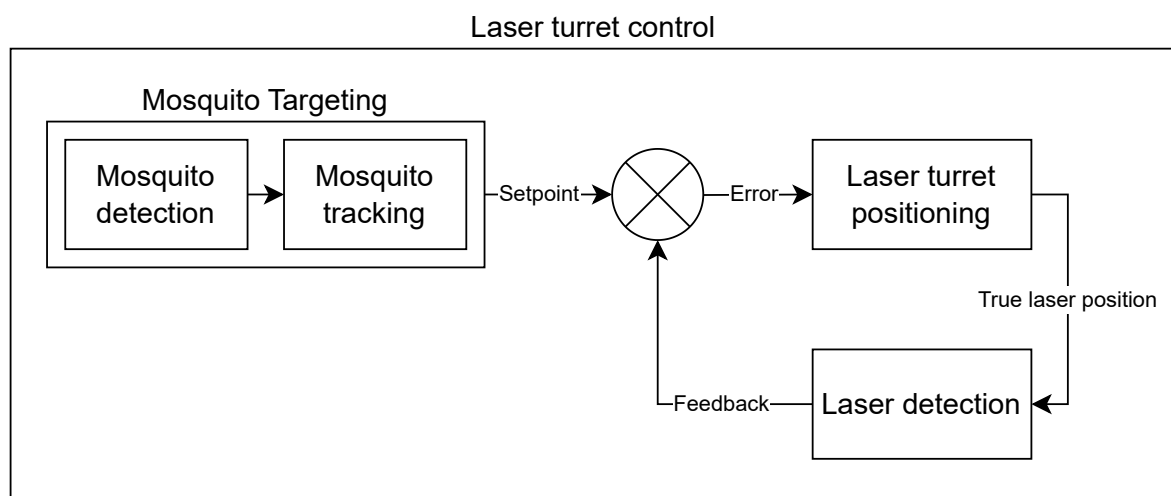 Laser turret control
Mosquito Targeting
Mosquito
detection
Mosquito
tracking
Setpoint
Error
Laser turret
positioning
True laser position
Feedback
Laser detection